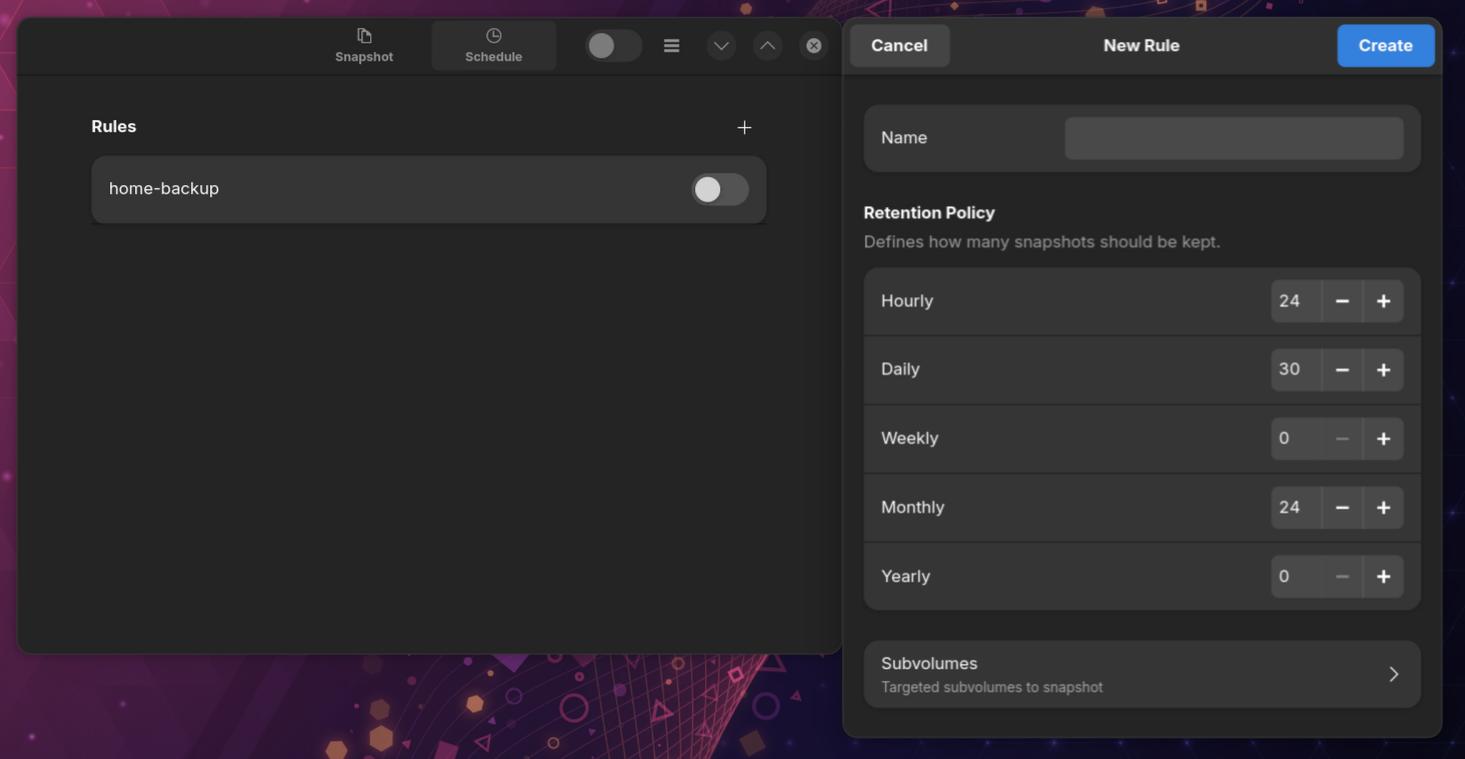 Snapshot
Schedule
Rules
home-backup
Cancel
New Rule
Create
Name
Retention Policy
Defines how many snapshots should be kept.
Hourly 24
Daily 30
Weekly 0
Monthly 24
Yearly 0
Subvolumes
Targeted subvolumes to snapshot